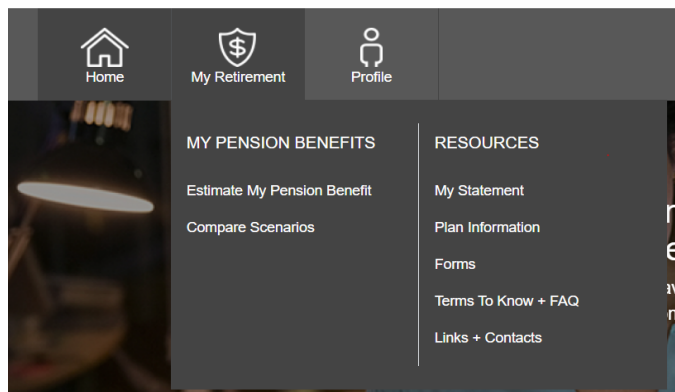 Home
My Retirement
Profile
MY PENSION BENEFITS
Estimate My Pension Benefit
Compare Scenarios
RESOURCES
My Statement
Plan Information
Forms
Terms To Know + FAQ
Links + Contacts